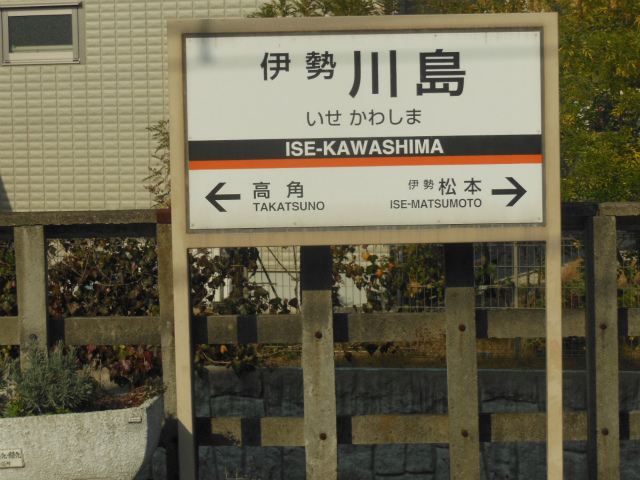 伊勢川島
いせ かわしま
ISE-KAWASHIMA
← 高角 伊勢松本 →
TAKATSUNO ISE-MATSUMOTO